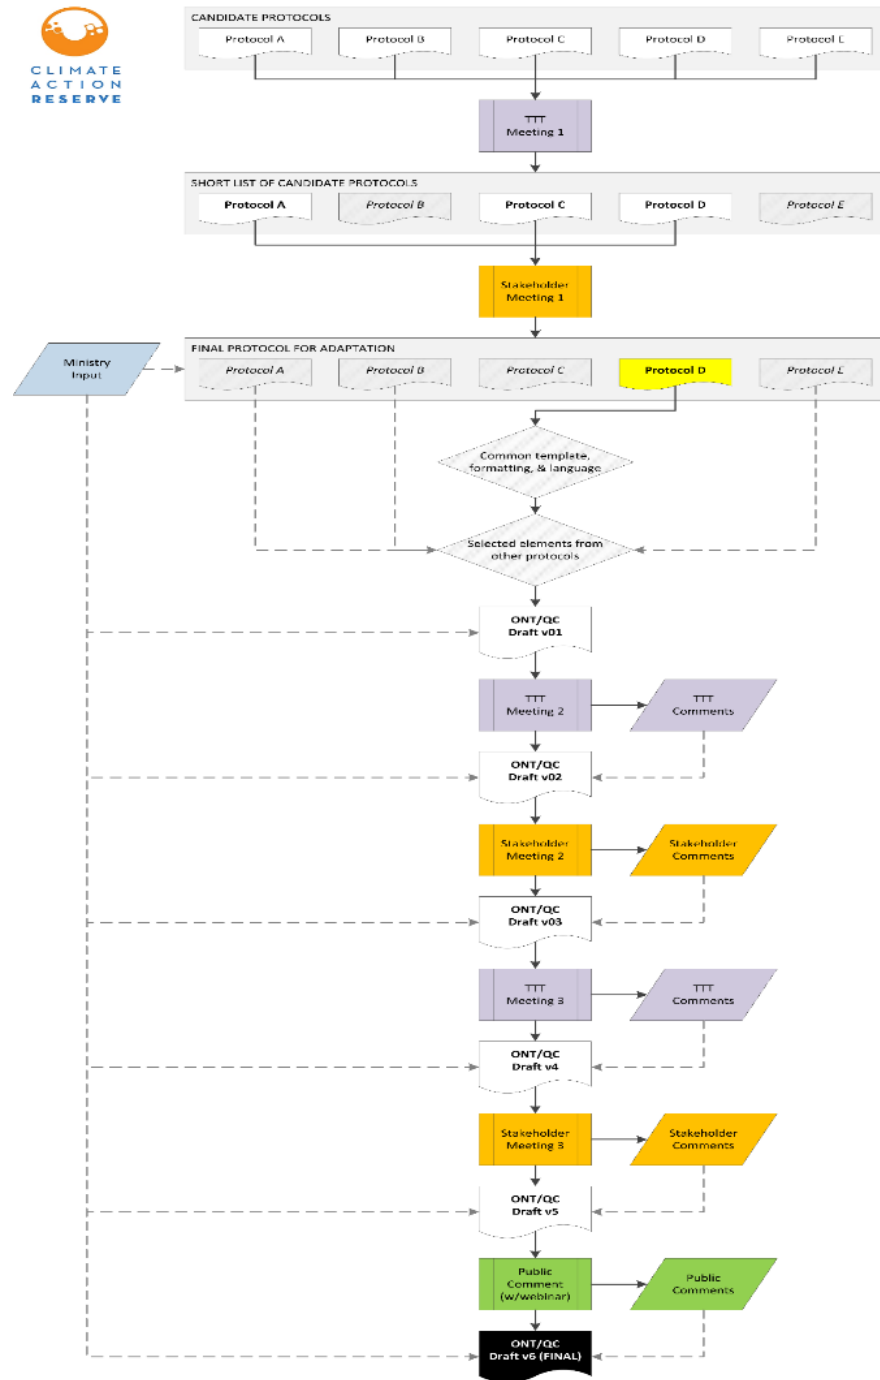 CLIMATE
ACTION
RESERVE
CANDIDATE PROTOCOLS
Protocol A
Protocol B
Protocol C
Protocol D
Protocol E
TTT
Meeting 1
SHORT LIST OF CANDIDATE PROTOCOLS
Protocol A
Protocol B
Protocol C
Protocol D
Protocol E
Stakeholder
Meeting 1
Ministry
Input
FINAL PROTOCOL FOR ADAPTATION
Protocol A
Protocol B
Protocol C
Protocol D
Protocol E
Common template,
formatting, & language
Selected elements from
other protocols
ONT/QC
Draft v01
TTT
Meeting 2
TTT
Comments
ONT/QC
Draft v02
Stakeholder
Meeting 2
Stakeholder
Comments
ONT/QC
Draft v03
TTT
Meeting 3
TTT
Comments
ONT/QC
Draft v4
Stakeholder
Meeting 3
Stakeholder
Comments
ONT/QC
Draft v5
Public
Comment
(w/webinar)
Public
Comments
ONT/QC
Draft v6 (FINAL)